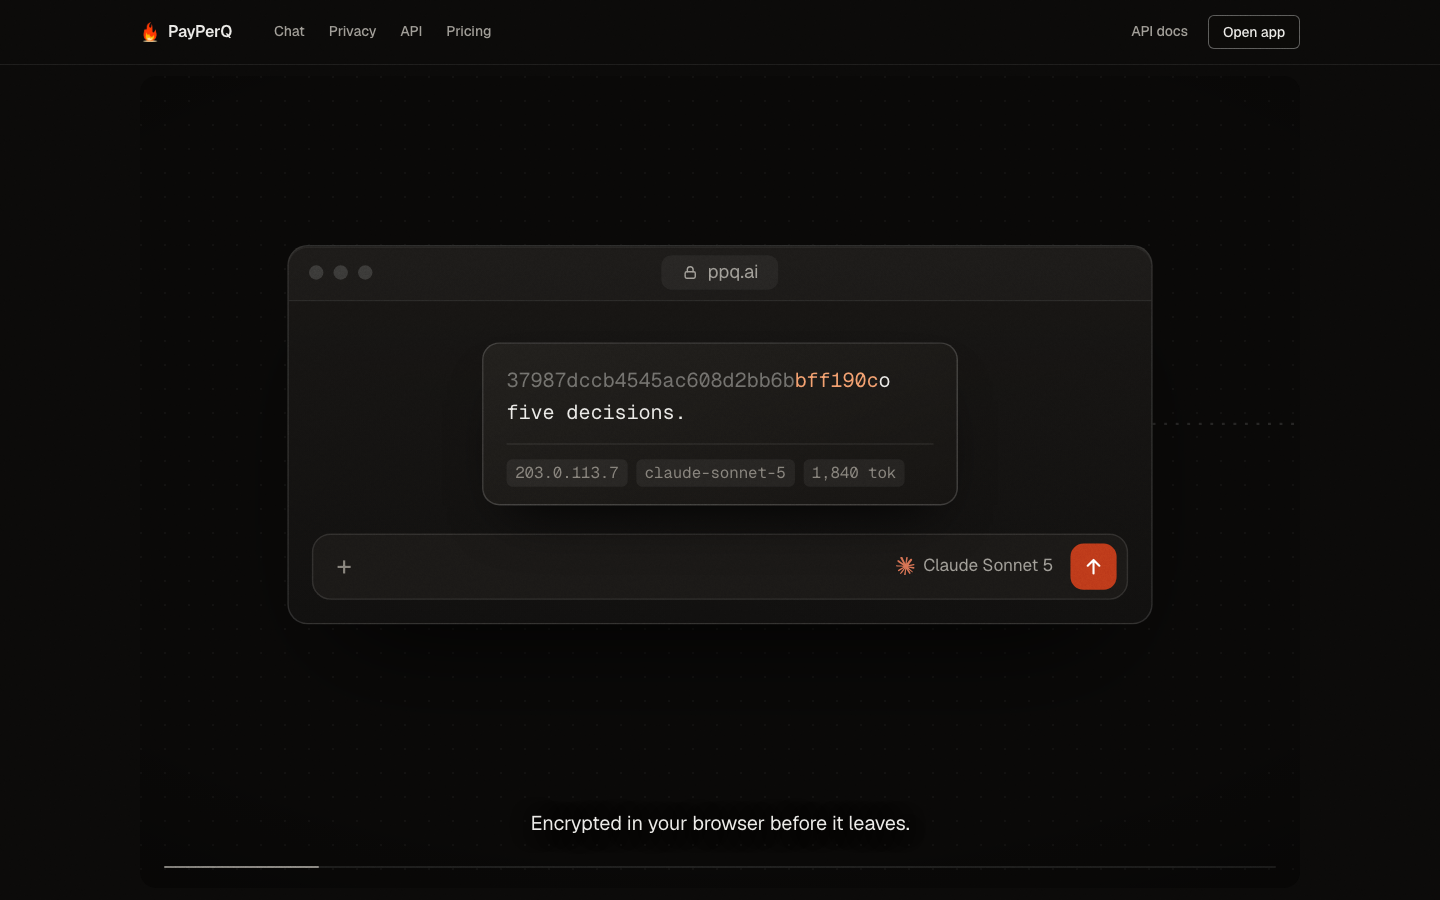 PayPerQ
Chat
Privacy
API
Pricing
API docs
Open app
ppq.ai
37987dccb4545ac608d2bb6bbff190co
five decisions.
203.0.113.7
claude-sonnet-5
1,840 tok
Claude Sonnet 5
Encrypted in your browser before it leaves.